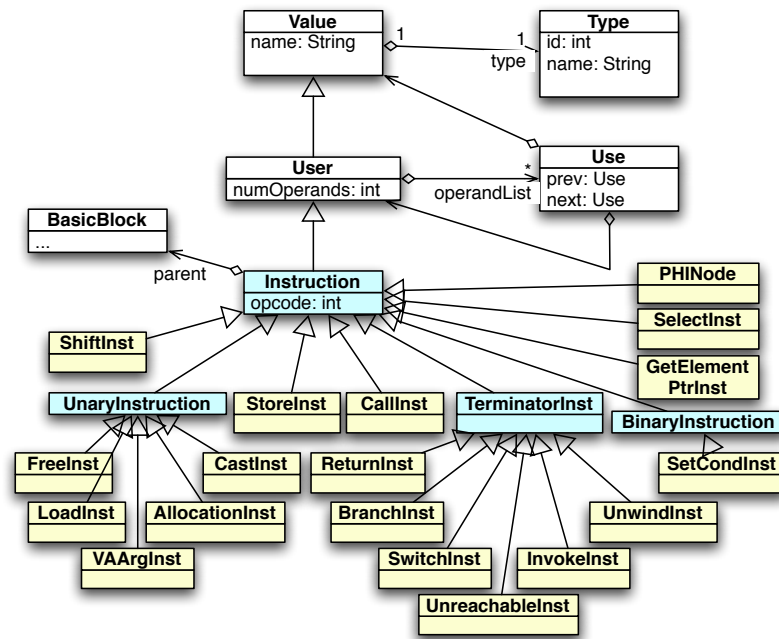 Value
name: String
1
1
type
Type
id: int
name: String
User
numOperands: int
*
operandList
Use
prev: Use
next: Use
BasicBlock
...
parent
Instruction
opcode: int
PHINode
SelectInst
GetElement
PtrInst
ShiftInst
UnaryInstruction
StoreInst
CallInst
TerminatorInst
BinaryInstruction
FreeInst
CastInst
ReturnInst
SetCondInst
LoadInst
AllocationInst
BranchInst
UnwindInst
VAArgInst
SwitchInst
InvokeInst
UnreachableInst